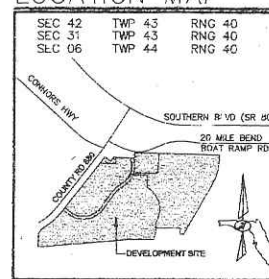 LOCATION MAP
SEC 42 TWP 43 RNG 40
SEC 31 TWP 43 RNG 40
SEC 06 TWP 44 RNG 40
CONNORS HWY
SOUTHERN BLVD (SR 80
20 MILE BEND
BOAT RAMP RD
COUNTY RD 880
DEVELOPMENT SITE